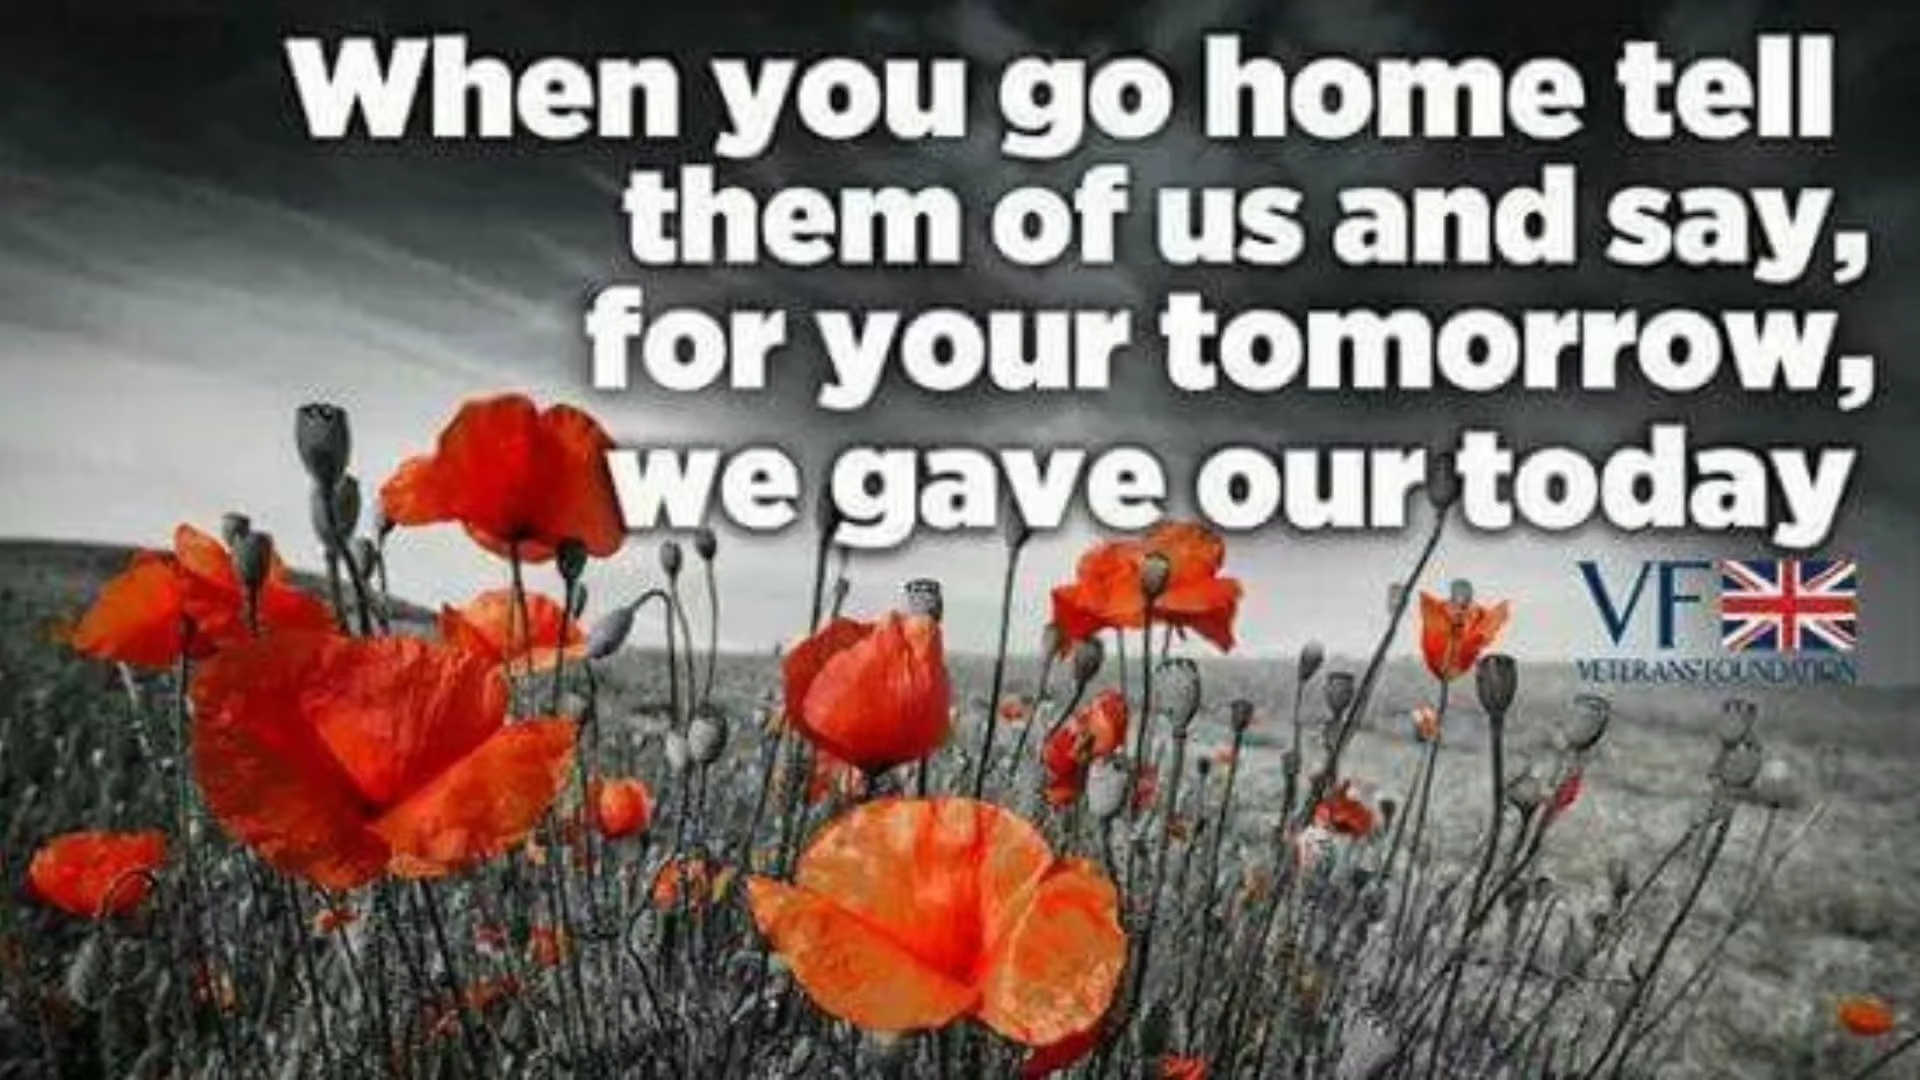 When you go home tell
them of us and say,
for your tomorrow,
we gave our today
VF
VETERANS' FOUNDATION